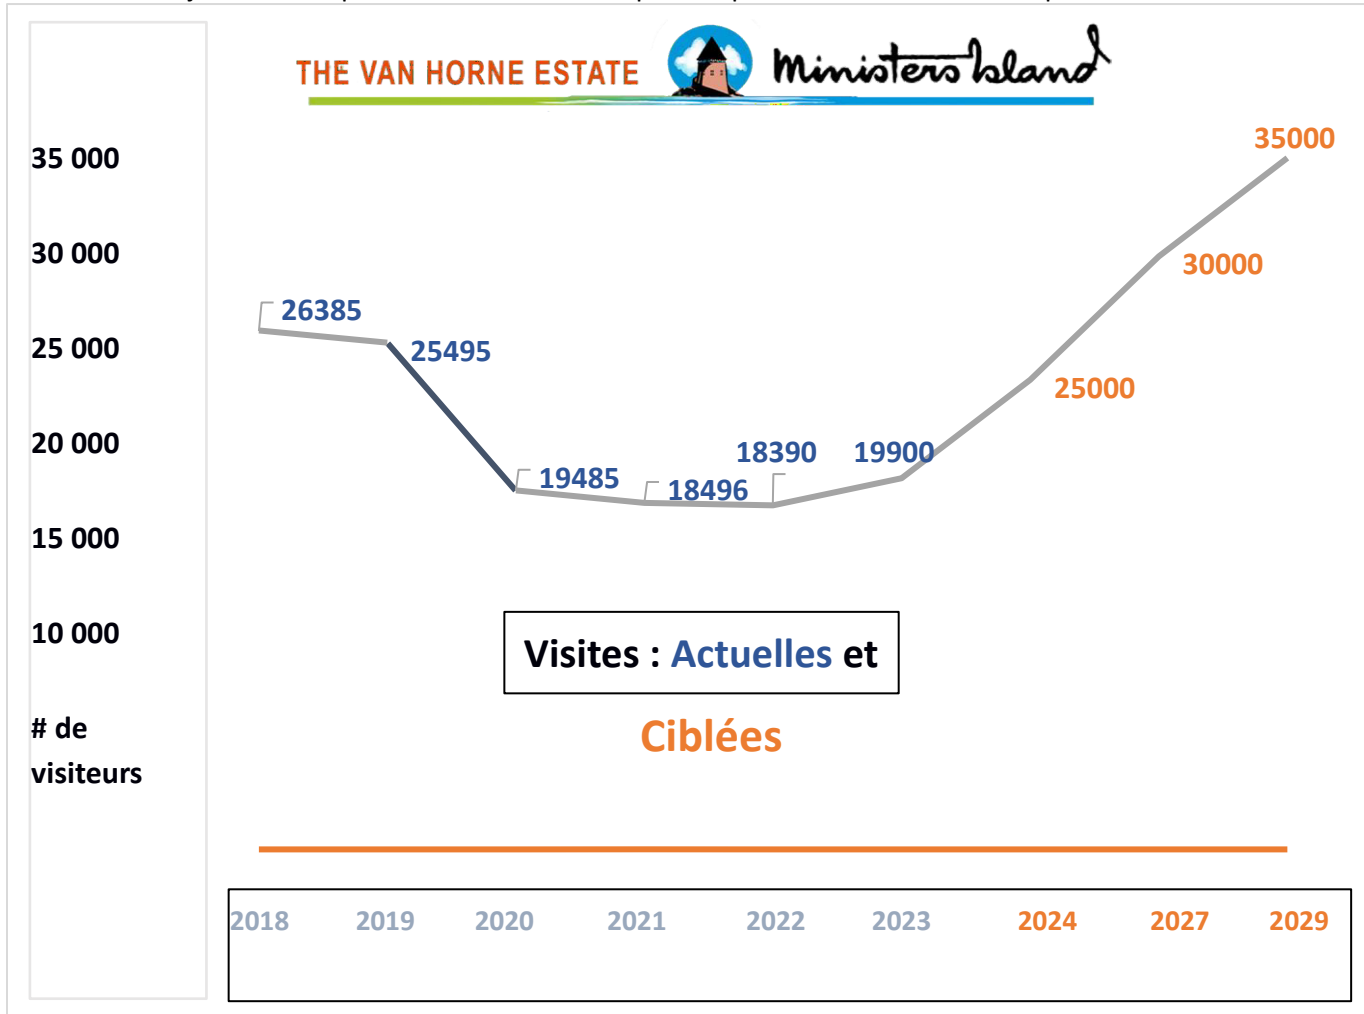 THE VAN HORNE ESTATE Ministers Island
35 000
30 000
25 000
20 000
15 000
10 000
# de
visiteurs
26385
25495
19485
18496
18390
19900
25000
30000
35000
Visites : Actuelles et
Ciblées
2018 2019 2020 2021 2022 2023 2024 2027 2029